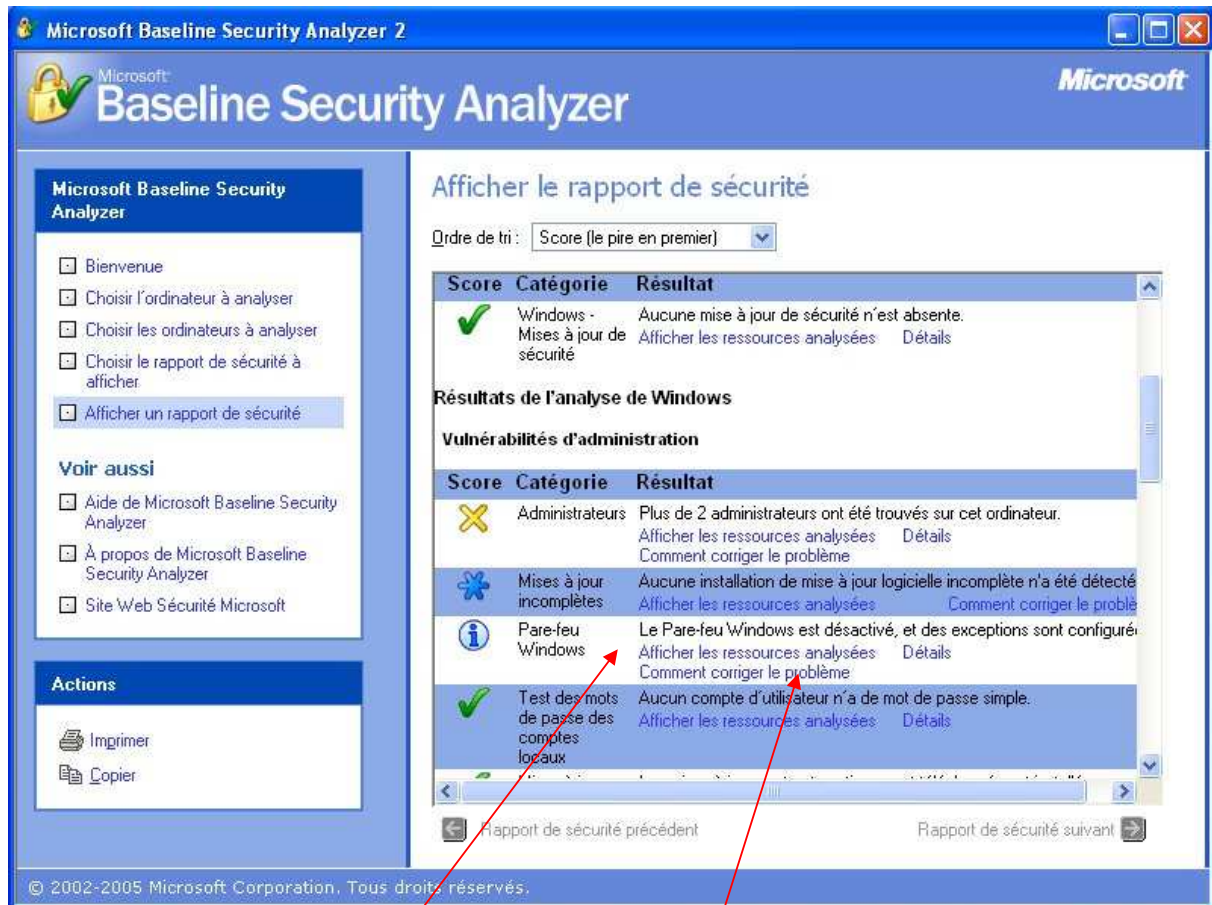 Microsoft Baseline Security Analyzer 2
Microsoft
Baseline Security Analyzer
Microsoft
Microsoft Baseline Security
Analyzer
Bienvenue
Choisir l'ordinateur à analyser
Choisir les ordinateurs à analyser
Choisir le rapport de sécurité à
afficher
Afficher un rapport de sécurité
Voir aussi
Aide de Microsoft Baseline Security
Analyzer
À propos de Microsoft Baseline
Security Analyzer
Site Web Sécurité Microsoft
Actions
Imprimer
Copier
Afficher le rapport de sécurité
Ordre de tri : Score (le pire en premier)
Score Catégorie Résultat
Windows - Aucune mise à jour de sécurité n´est absente.
Mises à jour de Afficher les ressources analysées Détails
sécurité
Résultats de l'analyse de Windows
Vulnérabilités d'administration
Score Catégorie Résultat
Administrateurs Plus de 2 administrateurs ont été trouvés sur cet ordinateur.
Afficher les ressources analysées Détails
Comment corriger le problème
Mises à jour Aucune installation de mise à jour logicielle incomplète n'a été détecté
incomplètes Afficher les ressources analysées Comment corriger le problè
Pare-feu Le Pare-feu Windows est désactivé, et des exceptions sont configuré
Windows Afficher les ressources analysées Détails
Comment corriger le problème
Test des mots Aucun compte d´utilisateur n´a de mot de passe simple.
de passe des Afficher les ressources analysées Détails
comptes
locaux
Rapport de sécurité précédent Rapport de sécurité suivant
© 2002-2005 Microsoft Corporation. Tous droits réservés.